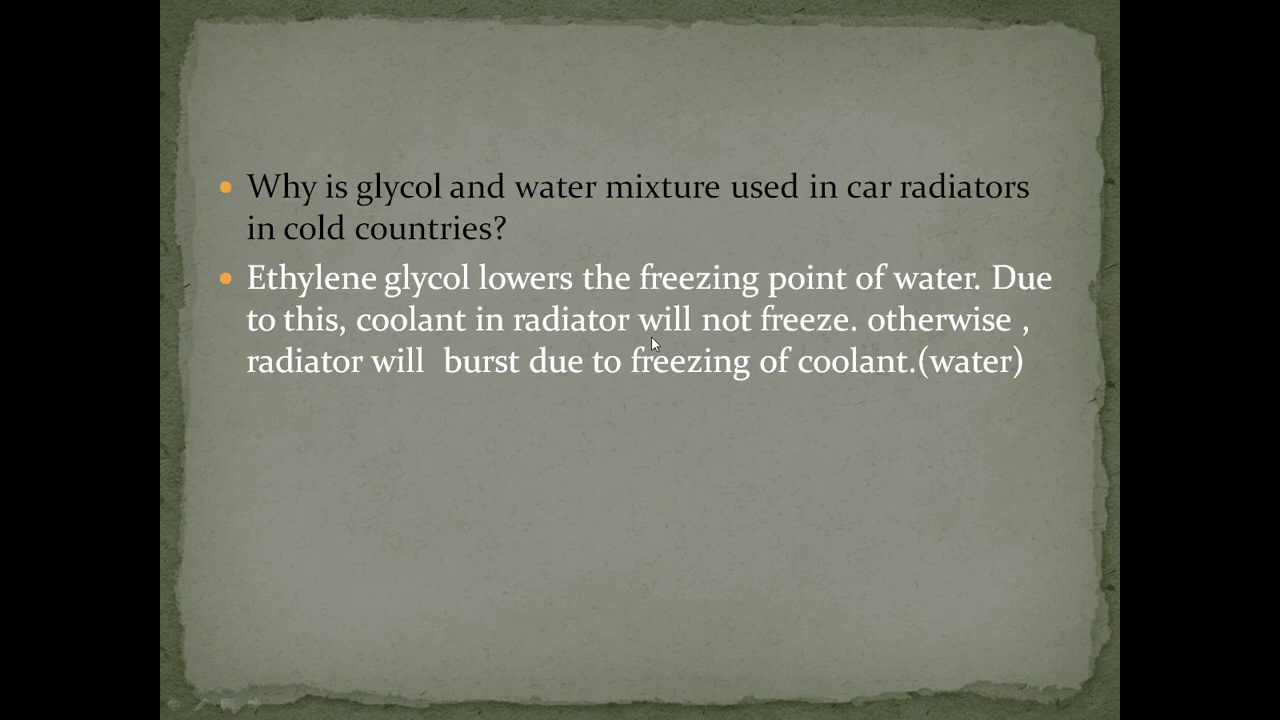 Why is glycol and water mixture used in car radiators
in cold countries?
Ethylene glycol lowers the freezing point of water. Due
to this, coolant in radiator will not freeze. otherwise ,
radiator will  burst due to freezing of coolant.(water)